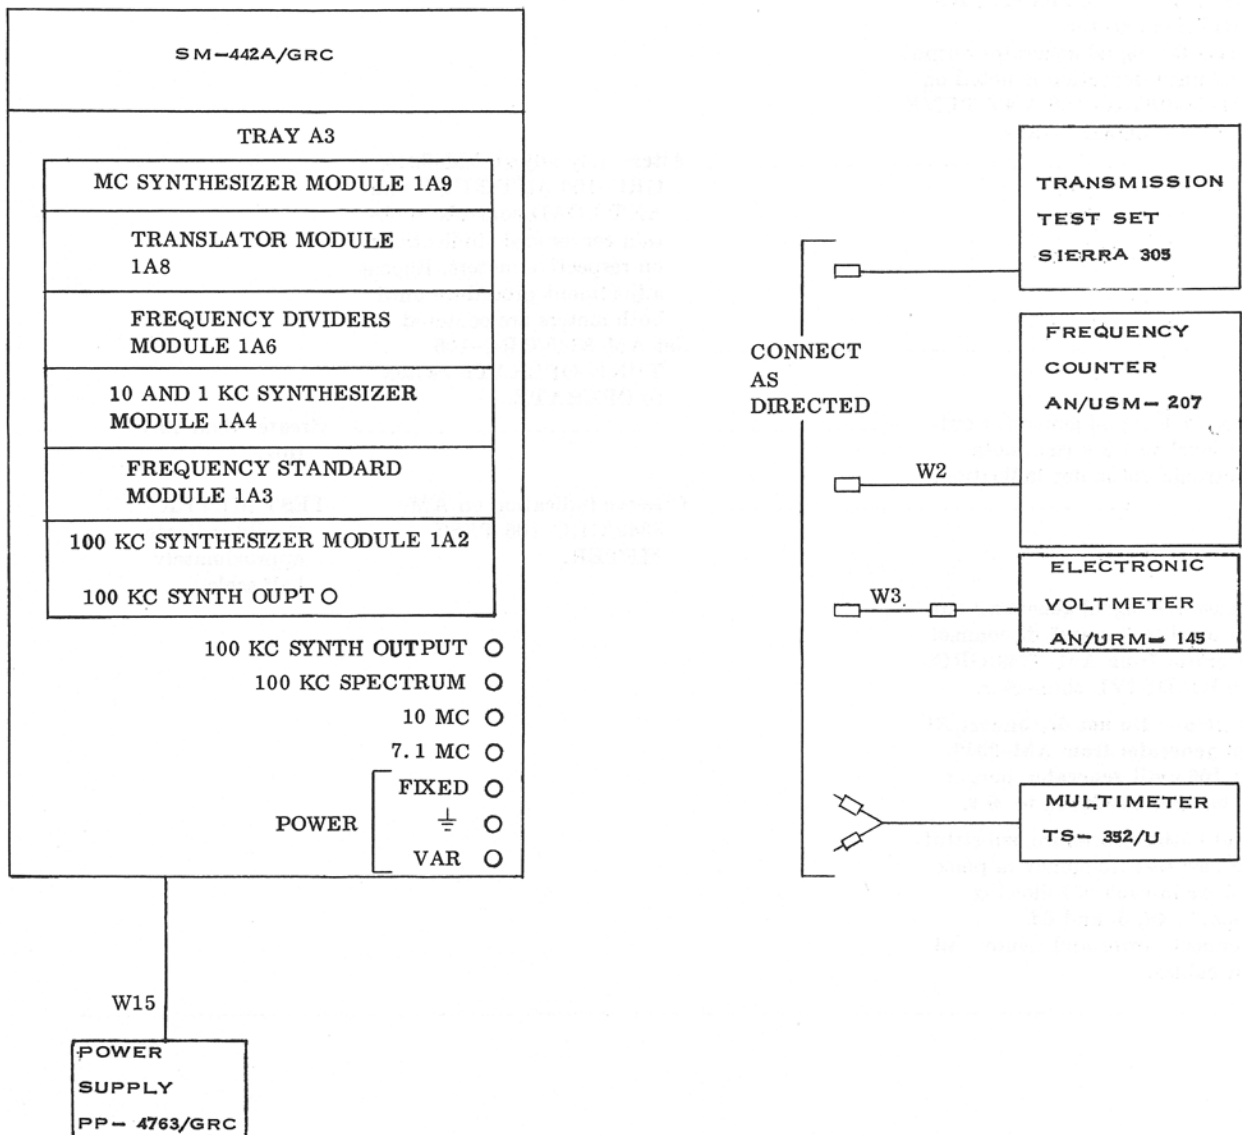 SM-442A/GRC
TRAY A3
MC SYNTHESIZER MODULE 1A9
TRANSLATOR MODULE
1A8
FREQUENCY DIVIDERS
MODULE 1A6
10 AND 1 KC SYNTHESIZER
MODULE 1A4
FREQUENCY STANDARD
MODULE 1A3
100 KC SYNTHESIZER MODULE 1A2
100 KC SYNTH OUPT
100 KC SYNTH OUTPUT
100 KC SPECTRUM
10 MC
7.1 MC
FIXED
POWER
VAR
W15
POWER
SUPPLY
PP- 4763/GRC
CONNECT
AS
DIRECTED
TRANSMISSION
TEST SET
SIERRA 305
FREQUENCY
COUNTER
AN/USM- 207
W2
ELECTRONIC
VOLTMETER
AN/URM- 145
W3
MULTIMETER
TS- 352/U